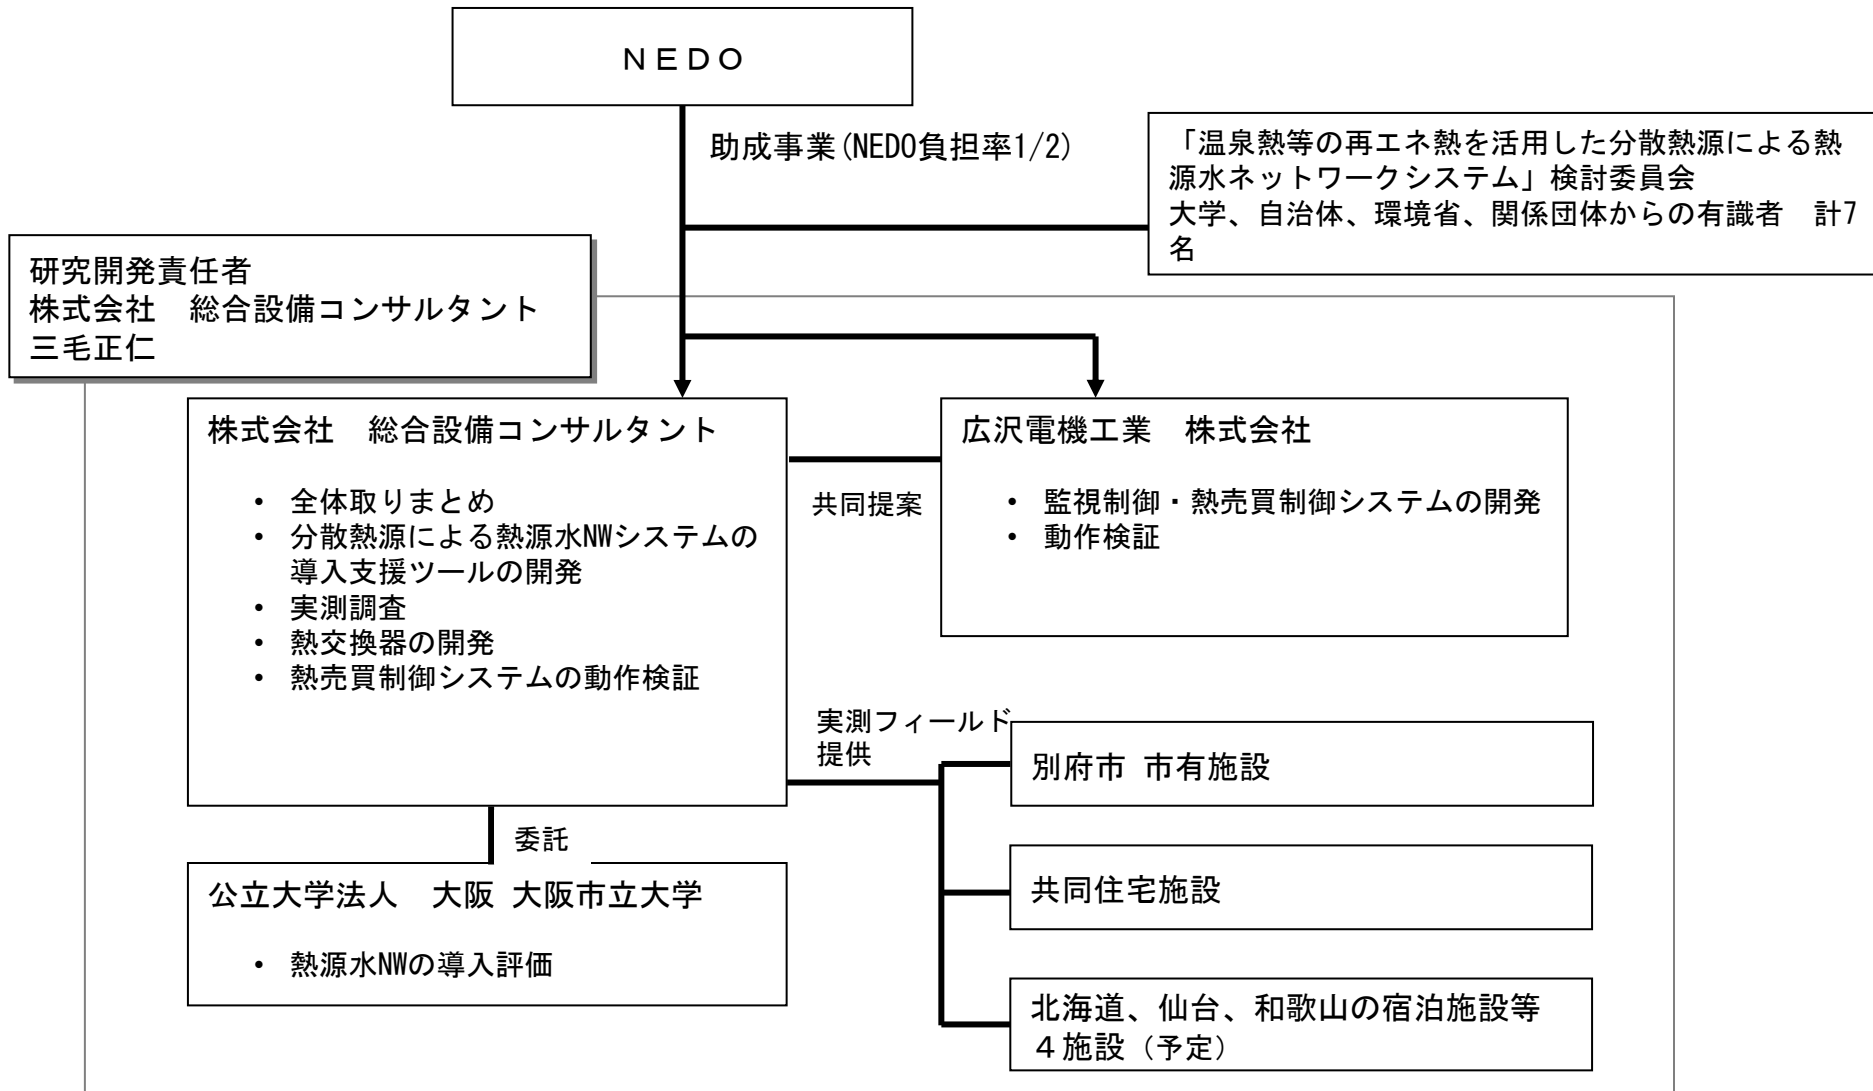 ＮＥＤＯ
助成事業(NEDO負担率1/2)
「温泉熱等の再エネ熱を活用した分散熱源による熱
源水ネットワークシステム」検討委員会
大学、自治体、環境省、関係団体からの有識者　計7
名
研究開発責任者
株式会社　総合設備コンサルタント
三毛正仁
株式会社　総合設備コンサルタント
• 全体取りまとめ
• 分散熱源による熱源水NWシステムの
導入支援ツールの開発
• 実測調査
• 熱交換器の開発
• 熱売買制御システムの動作検証
共同提案
広沢電機工業　株式会社
• 監視制御・熱売買制御システムの開発
• 動作検証
実測フィールド
提供
別府市 市有施設
共同住宅施設
北海道、仙台、和歌山の宿泊施設等
４施設（予定）
委託
公立大学法人　大阪 大阪市立大学
• 熱源水NWの導入評価